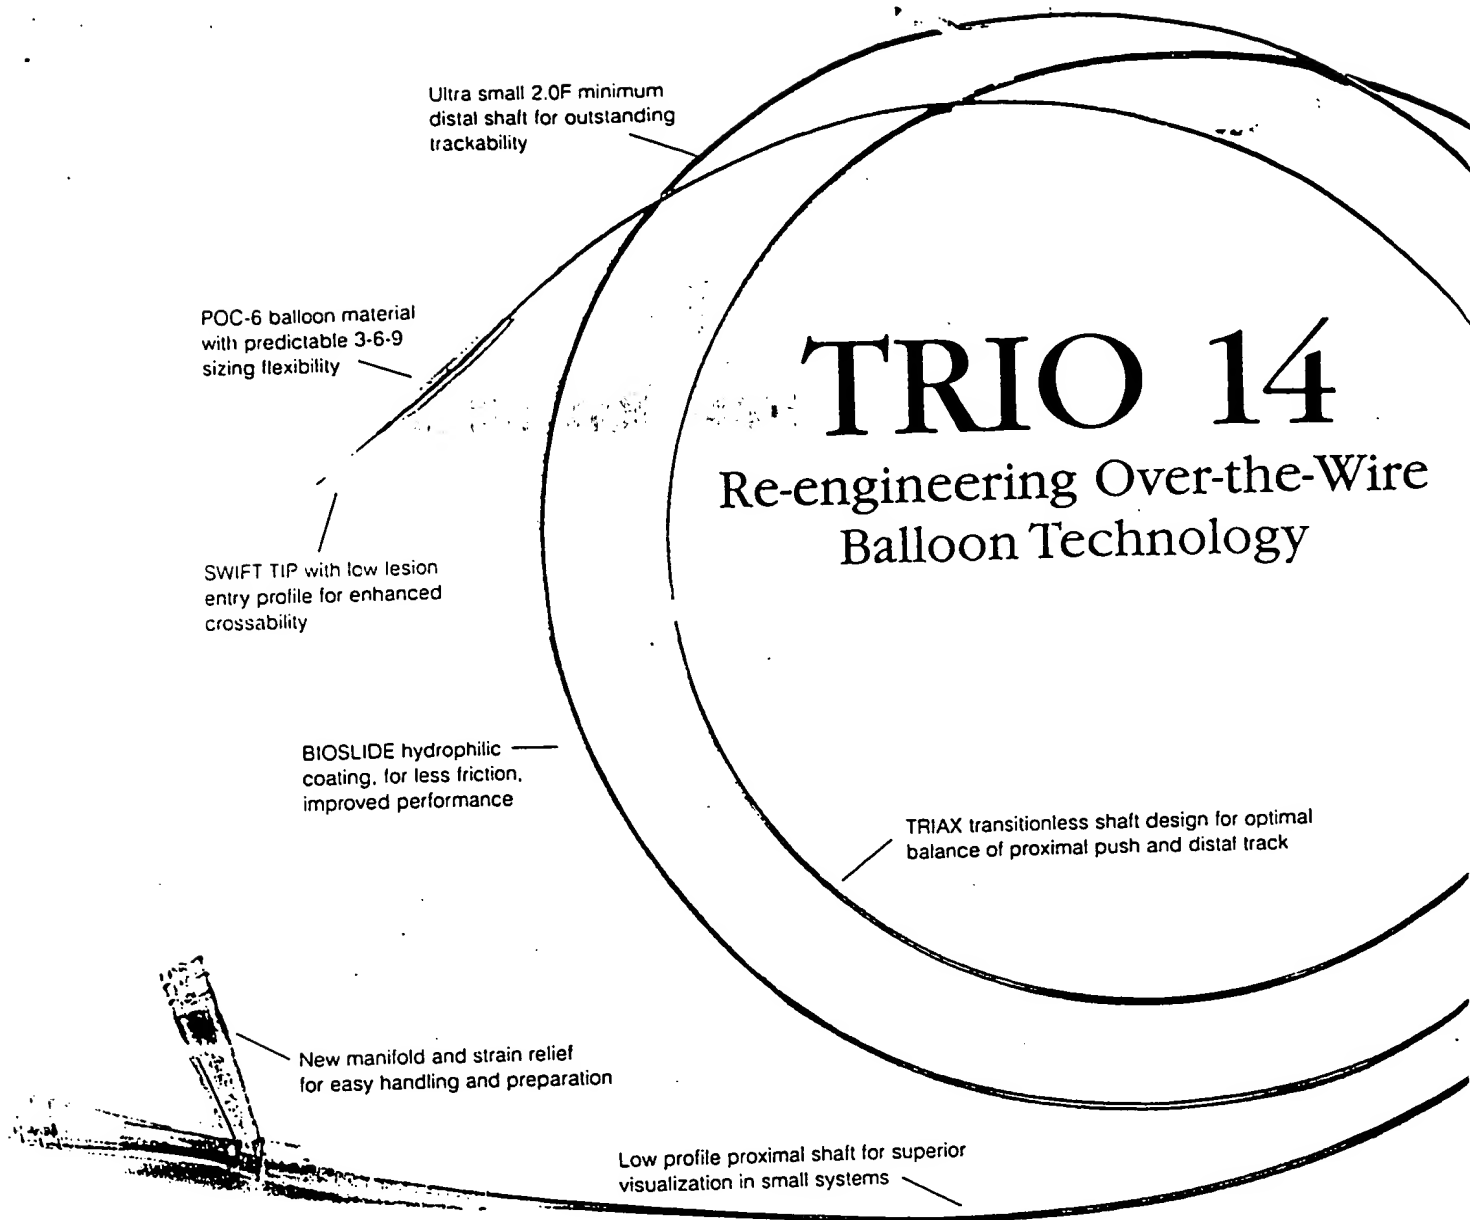 Ultra small 2.0F minimum
distal shaft for outstanding
trackability
POC-6 balloon material
with predictable 3-6-9
sizing flexibility
TRIO 14
Re-engineering Over-the-Wire
Balloon Technology
SWIFT TIP with low lesion
entry profile for enhanced
crossability
BIOSLIDE hydrophilic
coating, for less friction,
improved performance
TRIAX transitionless shaft design for optimal
balance of proximal push and distal track
New manifold and strain relief
for easy handling and preparation
Low profile proximal shaft for superior
visualization in small systems